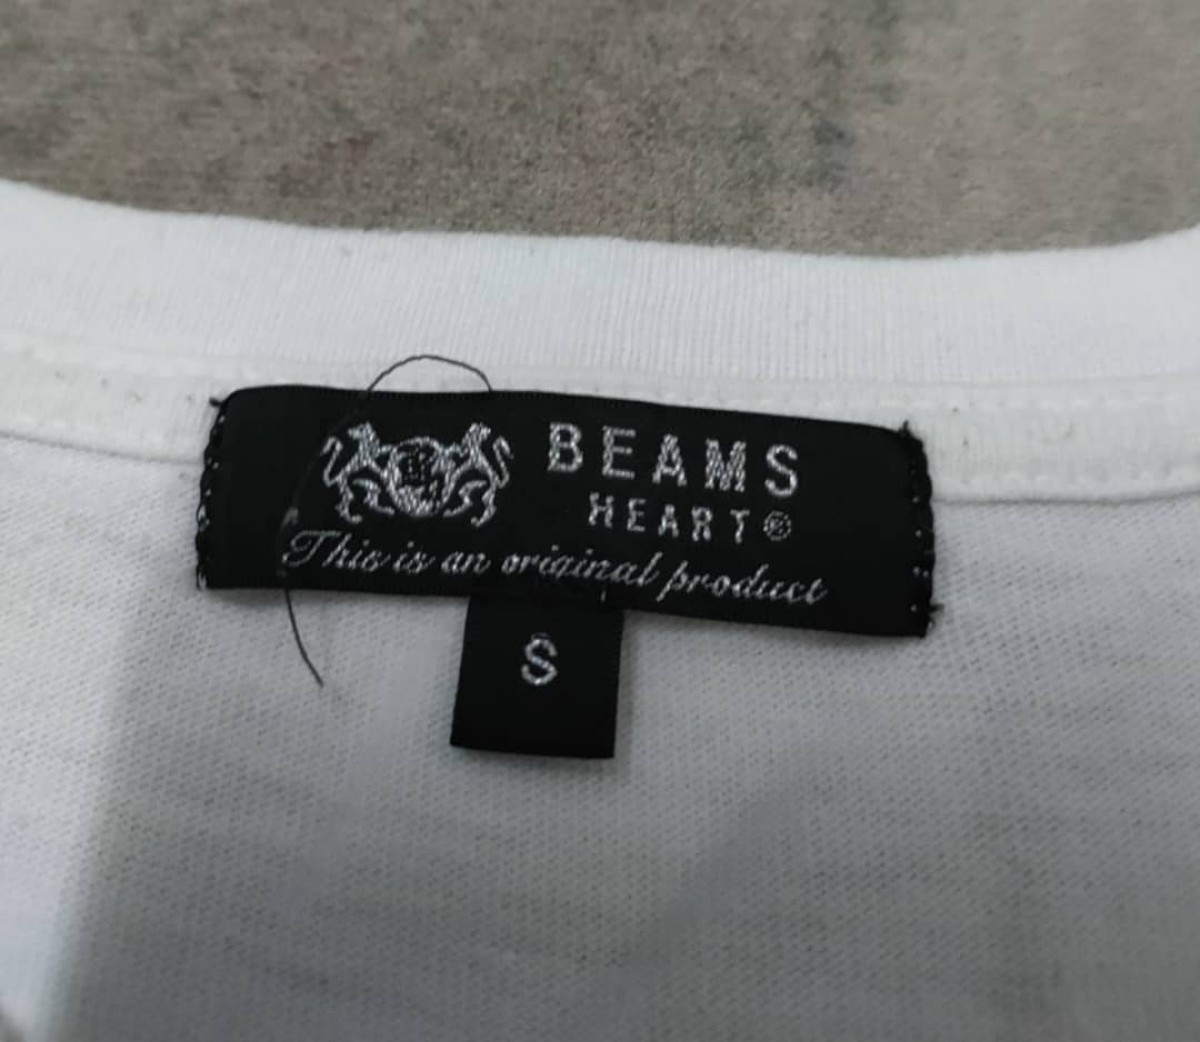 BEAMS
HEART®
This is an original product
S